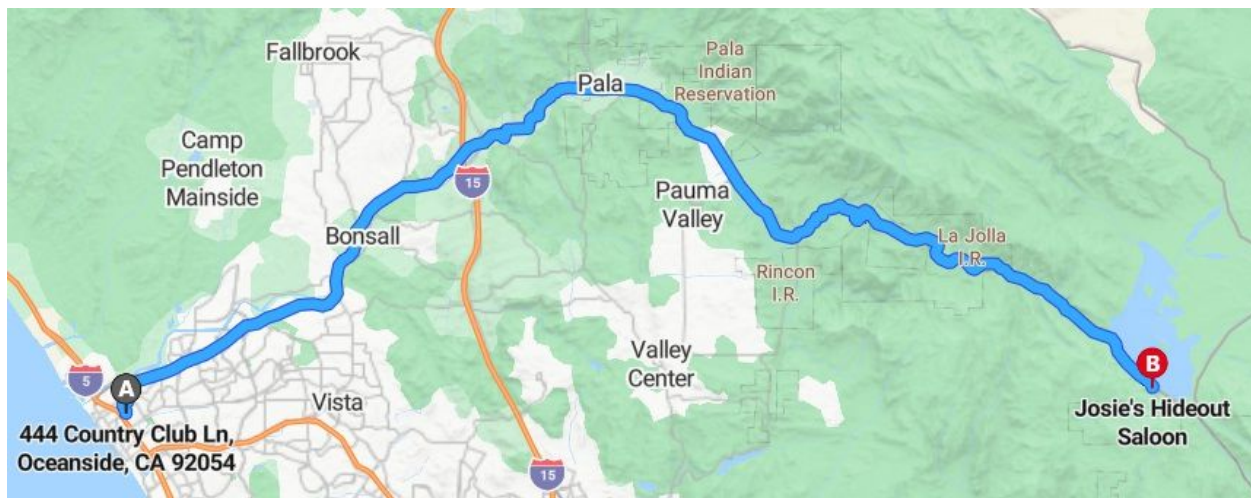 Fallbrook
Pala
Indian
Reservation
Pala
Camp
Pendleton
Mainside
15
Pauma
Valley
Bonsall
La Jolla
I.R.
Rincon
I.R.
Valley
Center
5
A
B
Vista
Josie's Hideout
Saloon
444 Country Club Ln,
Oceanside, CA 92054
15